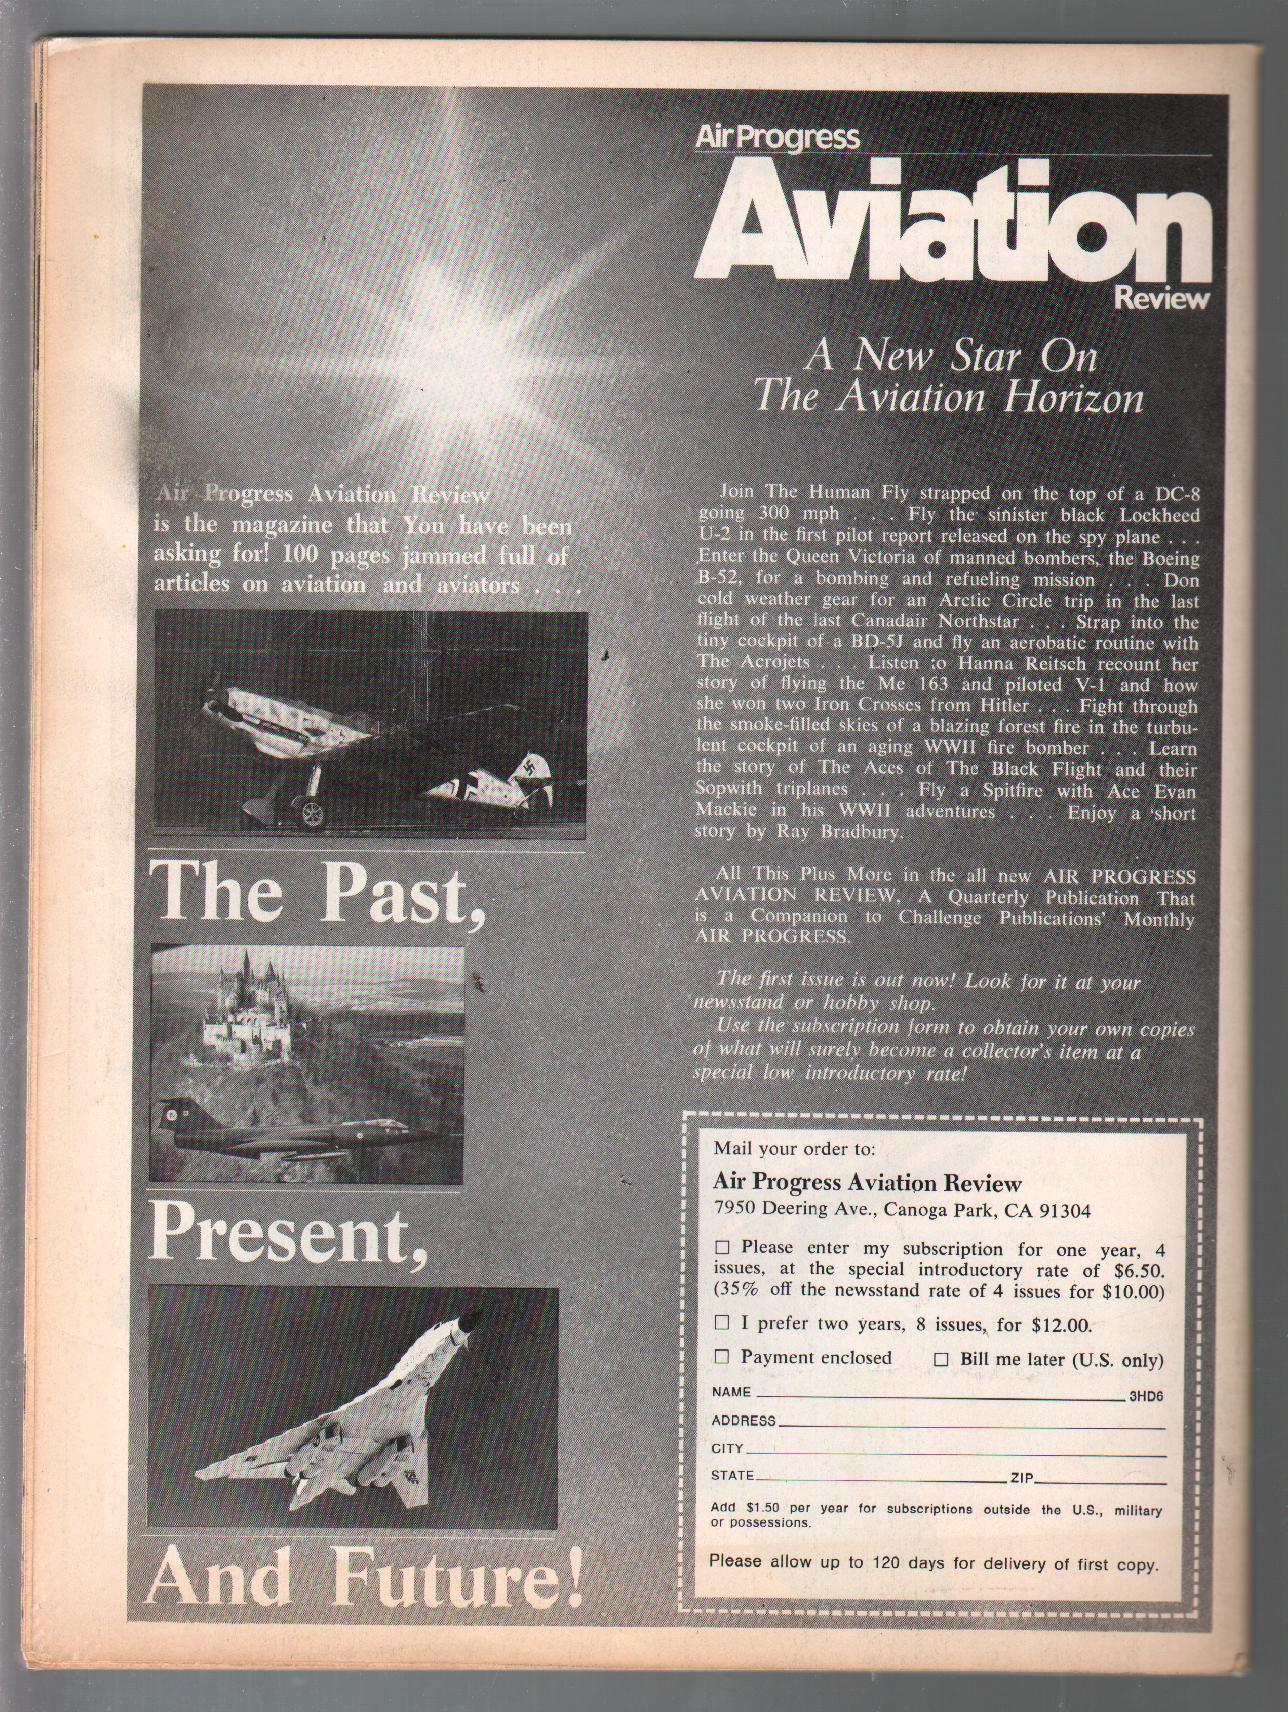 Air Progress
Aviation
Review
A New Star On
The Aviation Horizon
Air Progress Aviation Review
is the magazine that You have been
asking for! 100 pages jammed full of
articles on aviation and aviators . . .
The Past,
Present,
And Future!
Join The Human Fly strapped on the top of a DC-8
going 300 mph . . . Fly the sinister black Lockheed
U-2 in the first pilot report released on the spy plane . . .
Enter the Queen Victoria of manned bombers, the Boeing
B-52, for a bombing and refueling mission . . . Don
cold weather gear for an Arctic Circle trip in the last
flight of the last Canadair Northstar . . . Strap into the
tiny cockpit of a BD-5J and fly an aerobatic routine with
The Acrojets . . . Listen to Hanna Reitsch recount her
story of flying the Me 163 and piloted V-1 and how
she won two Iron Crosses from Hitler . . . Fight through
the smoke-filled skies of a blazing forest fire in the turbu-
lent cockpit of an aging WWII fire bomber . . . Learn
the story of The Aces of The Black Flight and their
Sopwith triplanes . . . Fly a Spitfire with Ace Evan
Mackie in his WWII adventures . . . Enjoy a short
story by Ray Bradbury.
All This Plus More in the all new AIR PROGRESS
AVIATION REVIEW, A Quarterly Publication That
is a Companion to Challenge Publications' Monthly
AIR PROGRESS.
The first issue is out now! Look for it at your
newsstand or hobby shop.
Use the subscription form to obtain your own copies
of what will surely become a collector's item at a
special low introductory rate!
Mail your order to:
Air Progress Aviation Review
7950 Deering Ave., Canoga Park, CA 91304
☐ Please enter my subscription for one year, 4
issues, at the special introductory rate of $6.50.
(35% off the newsstand rate of 4 issues for $10.00)
☐ I prefer two years, 8 issues, for $12.00.
☐ Payment enclosed ☐ Bill me later (U.S. only)
NAME 3HD6
ADDRESS
CITY
STATE ZIP
Add $1.50 per year for subscriptions outside the U.S., military
or possessions.
Please allow up to 120 days for delivery of first copy.